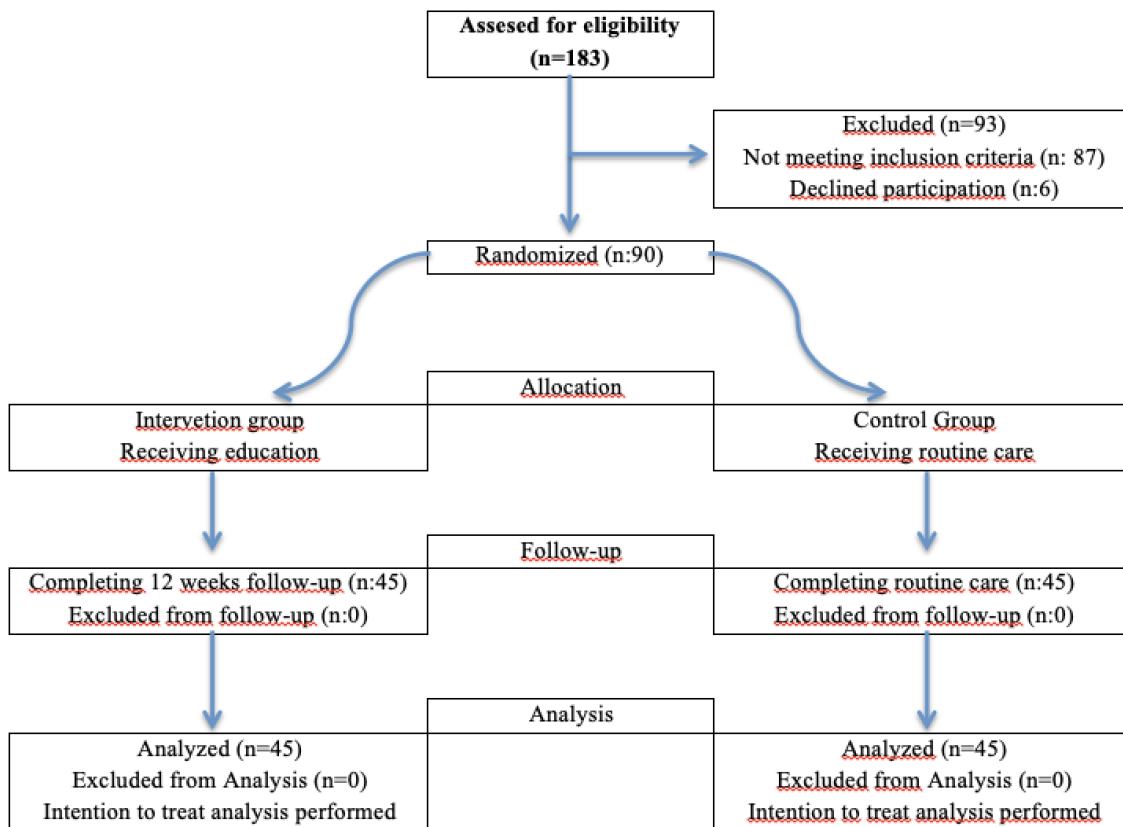 Assesed for eligibility
(n=183)
Excluded (n=93)
Not meeting inclusion criteria (n: 87)
Declined participation (n:6)
Randomized (n:90)
Allocation
Intervetion group
Receiving education
Control Group
Receiving routine care
Follow-up
Completing 12 weeks follow-up (n:45)
Excluded from follow-up (n:0)
Completing routine care (n:45)
Excluded from follow-up (n:0)
Analysis
Analyzed (n=45)
Excluded from Analysis (n=0)
Intention to treat analysis performed
Analyzed (n=45)
Excluded from Analysis (n=0)
Intention to treat analysis performed